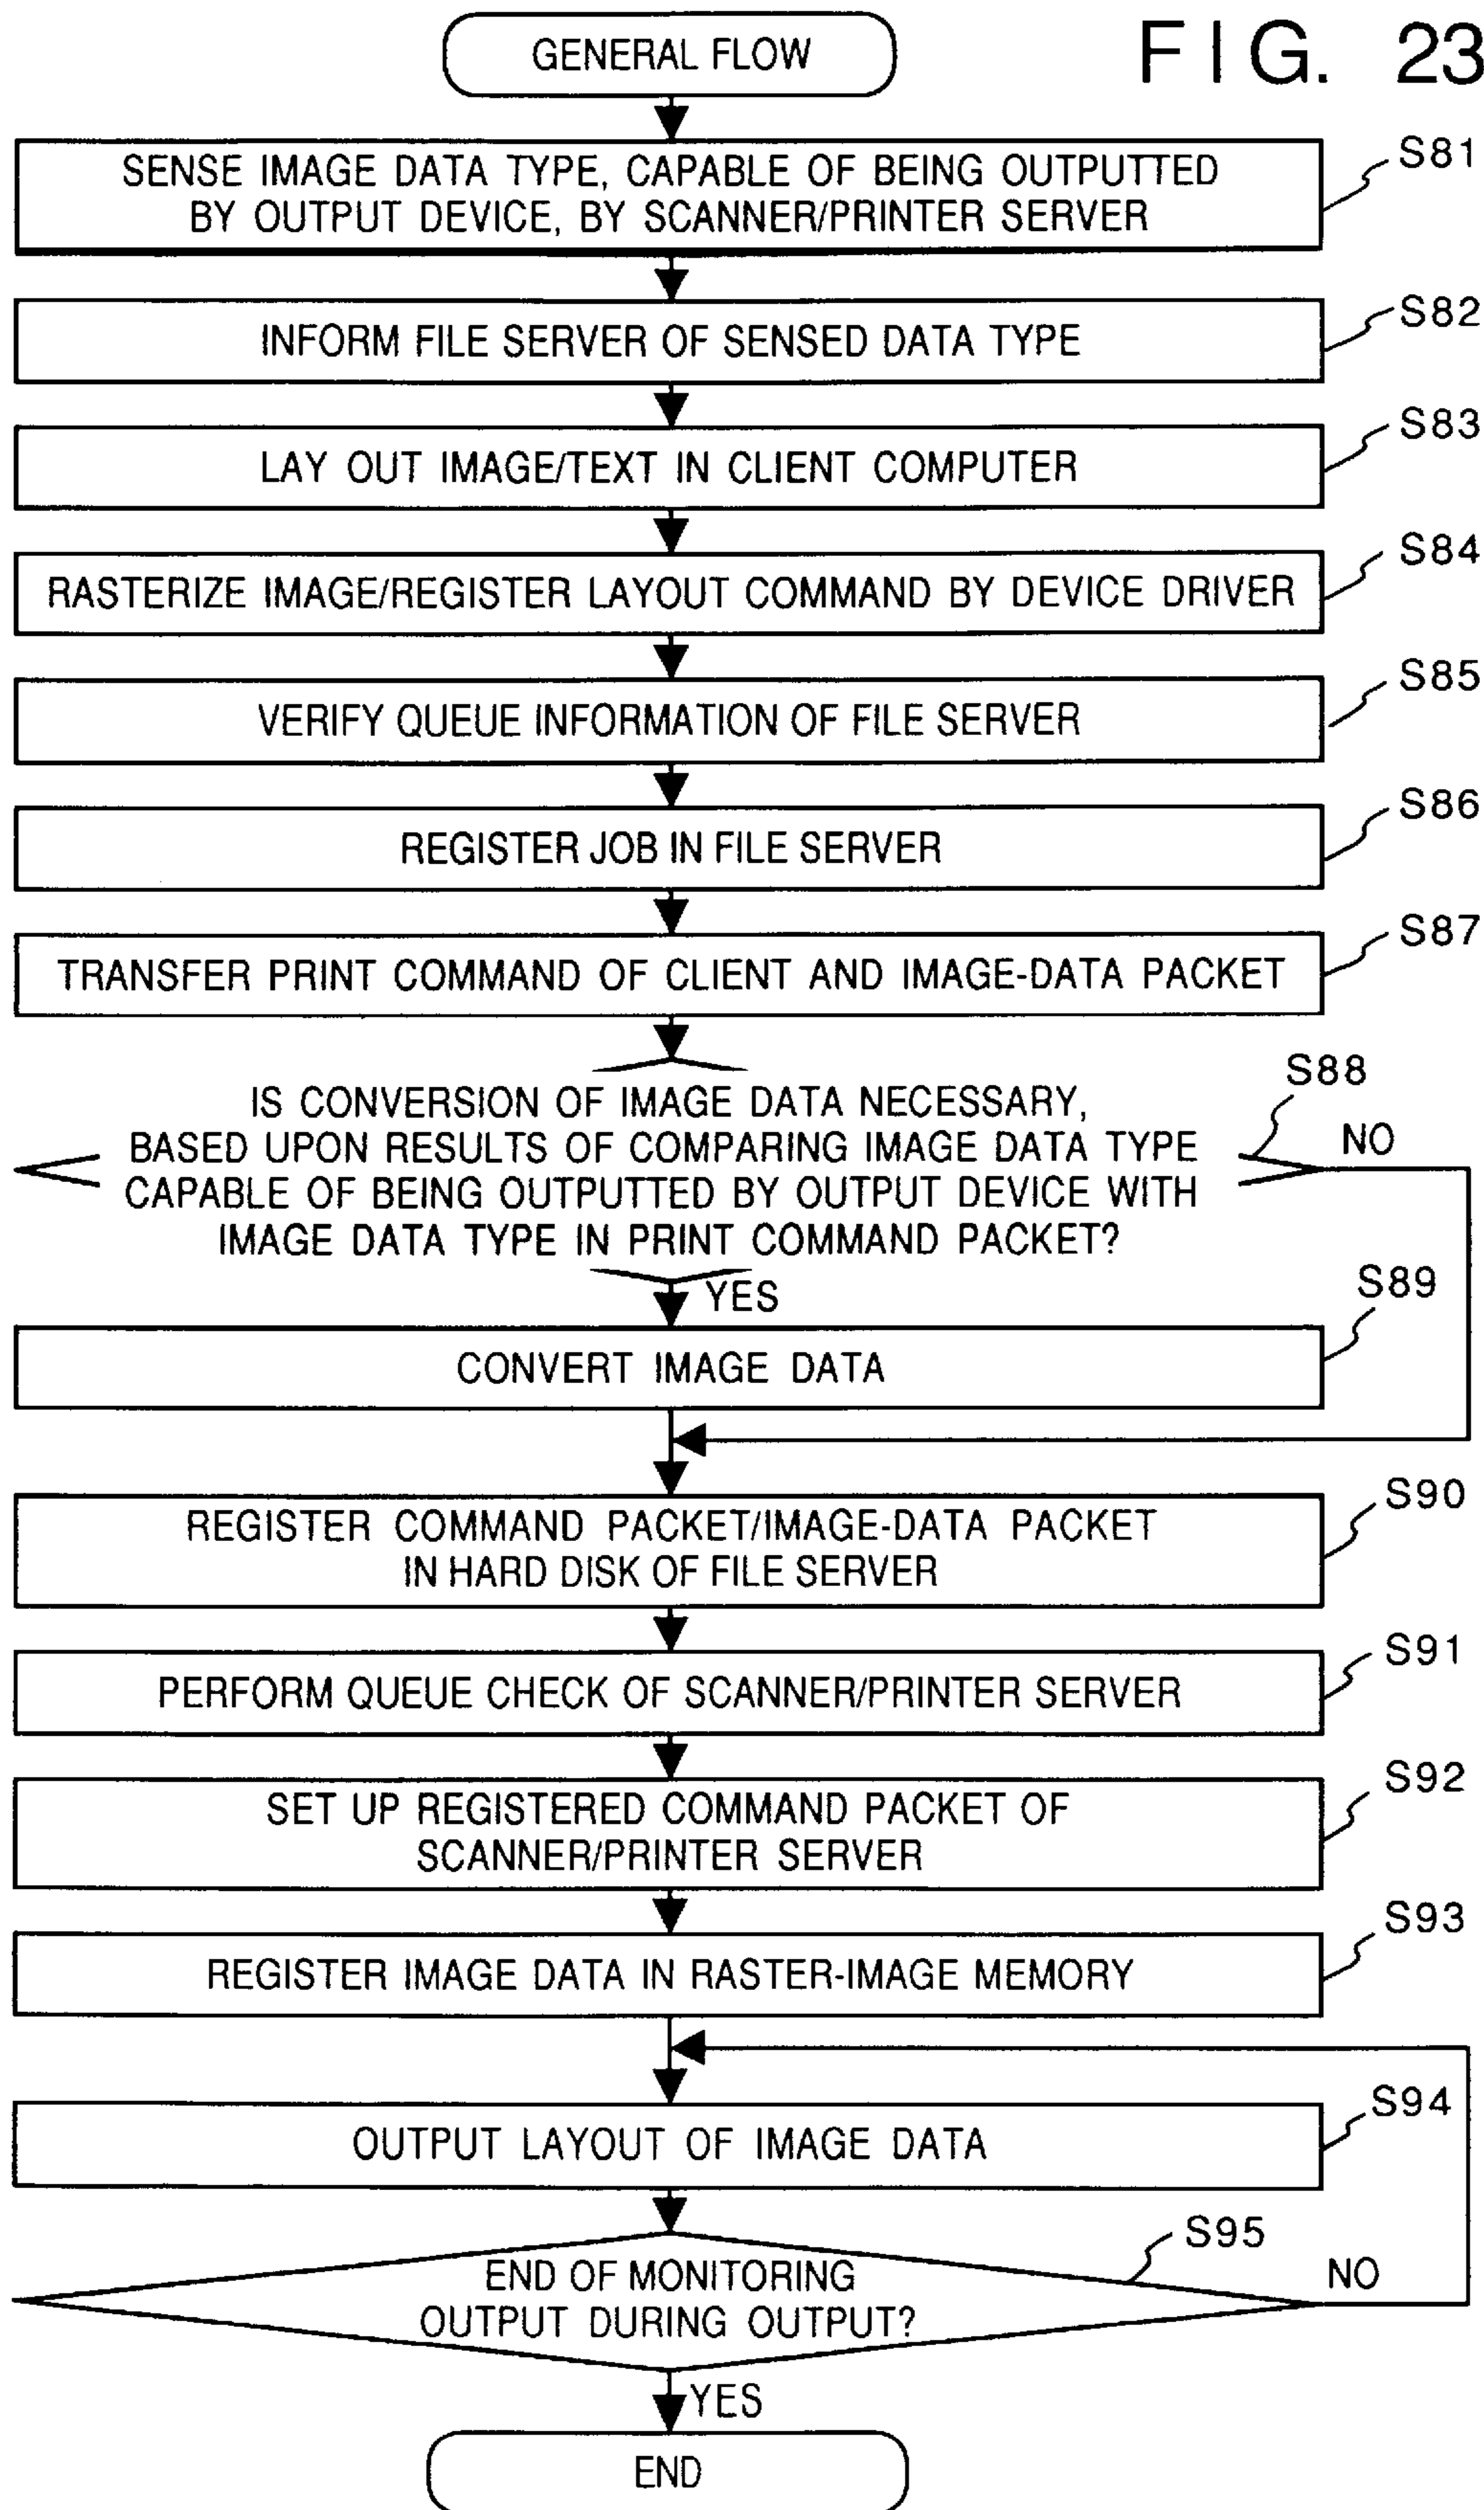 GENERAL FLOW
FIG. 23
S81
SENSE IMAGE DATA TYPE, CAPABLE OF BEING OUTPUTTED
BY OUTPUT DEVICE, BY SCANNER/PRINTER SERVER
S82
INFORM FILE SERVER OF SENSED DATA TYPE
S83
LAY OUT IMAGE/TEXT IN CLIENT COMPUTER
S84
RASTERIZE IMAGE/REGISTER LAYOUT COMMAND BY DEVICE DRIVER
S85
VERIFY QUEUE INFORMATION OF FILE SERVER
S86
REGISTER JOB IN FILE SERVER
S87
TRANSFER PRINT COMMAND OF CLIENT AND IMAGE-DATA PACKET
S88
IS CONVERSION OF IMAGE DATA NECESSARY,
BASED UPON RESULTS OF COMPARING IMAGE DATA TYPE
CAPABLE OF BEING OUTPUTTED BY OUTPUT DEVICE WITH
IMAGE DATA TYPE IN PRINT COMMAND PACKET?
NO
YES
S89
CONVERT IMAGE DATA
S90
REGISTER COMMAND PACKET/IMAGE-DATA PACKET
IN HARD DISK OF FILE SERVER
S91
PERFORM QUEUE CHECK OF SCANNER/PRINTER SERVER
S92
SET UP REGISTERED COMMAND PACKET OF
SCANNER/PRINTER SERVER
S93
REGISTER IMAGE DATA IN RASTER-IMAGE MEMORY
S94
OUTPUT LAYOUT OF IMAGE DATA
S95
END OF MONITORING
OUTPUT DURING OUTPUT?
NO
YES
END